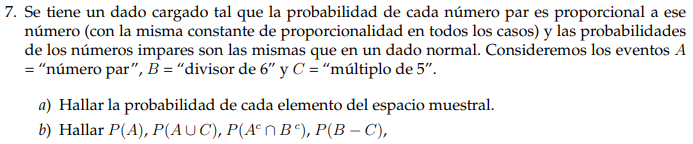 7. Se tiene un dado cargado tal que la probabilidad de cada número par es proporcional a ese
número (con la misma constante de proporcionalidad en todos los casos) y las probabilidades
de los números impares son las mismas que en un dado normal. Consideremos los eventos A
= “número par”, B = “divisor de 6” y C = “múltiplo de 5”.
a) Hallar la probabilidad de cada elemento del espacio muestral.
b) Hallar P(A), P(A ∪ C), P(Aᶜ ∩ Bᶜ), P(B − C),